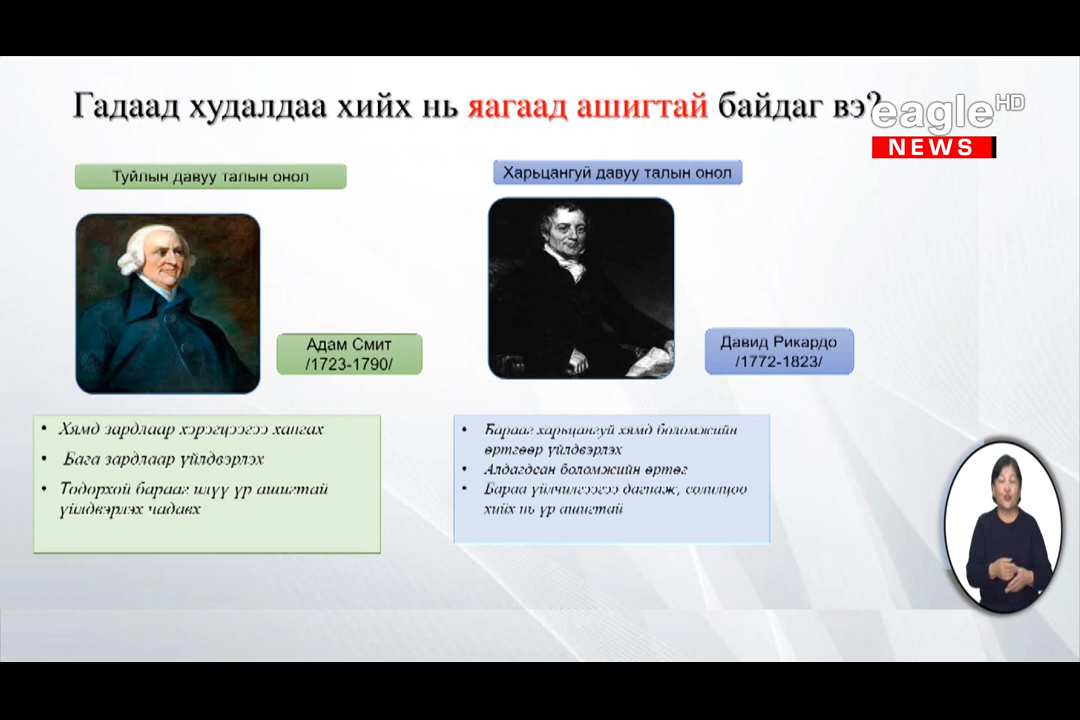 Гадаад худалдаа хийх нь яагаад ашигтай байдаг вэ?
eagle HD
NEWS
Туйлын давуу талын онол
Адам Смит
/1723-1790/
• Хямд зардлаар хэрэгцээгээ хангах
• Бага зардлаар үйлдвэрлэх
• Тодорхой барааг илүү үр ашигтай
үйлдвэрлэх чадавх
Харьцангуй давуу талын онол
Давид Рикардо
/1772-1823/
• Барааг харьцангуй хямд боломжийн
өртгөөр үйлдвэрлэх
• Алдагдсан боломжийн өртөг
• Бараа үйлчилгээгээ дагнаж, солилцоо
хийх нь үр ашигтай